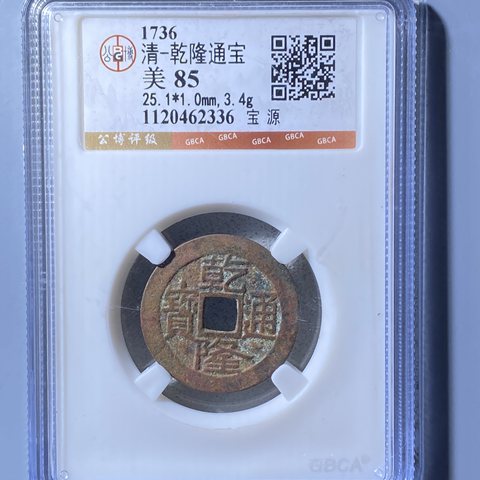 1736
清-乾隆通宝
美 85
25.1*1.0mm, 3.4g
1120462336 宝 源
公博评级 GBCA GBCA GBCA GBCA GBCA
乾
寶 通
隆
GBCA